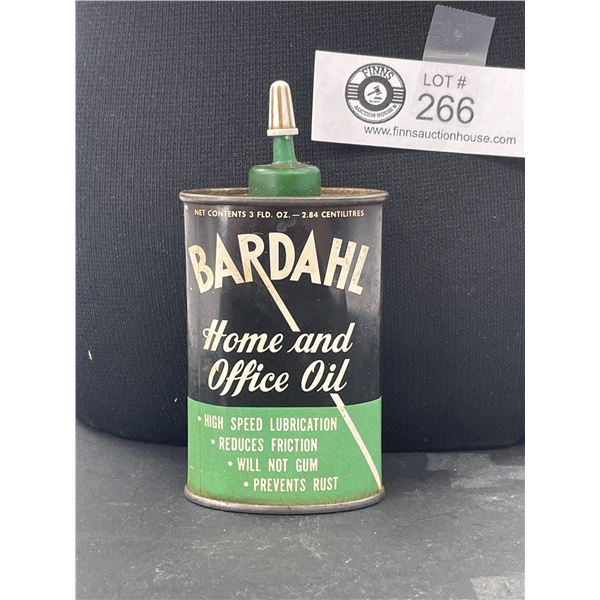 FINNS
AUCTION HOUSE
LOT #
266
www.finnsauctionhouse.com
NET CONTENTS 3 FLD. OZ. — 2.84 CENTILITRES
BARDAHL
Home and
Office Oil
• HIGH SPEED LUBRICATION
• REDUCES FRICTION
• WILL NOT GUM
• PREVENTS RUST